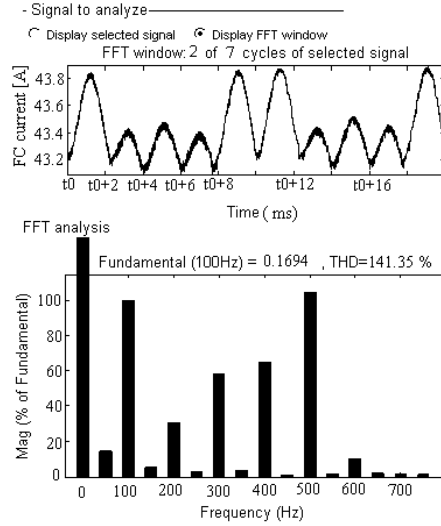 Signal to analyze
Display selected signal Display FFT window
FFT window: 2 of 7 cycles of selected signal
FC current [A]
43.8
43.6
43.4
43.2
t0 t0+2 t0+4 t0+6 t0+8 t0+12 t0+16
Time ( ms)
FFT analysis
Fundamental (100Hz) = 0.1694 , THD=141.35 %
Mag (% of Fundamental)
100
80
60
40
20
0
0 100 200 300 400 500 600 700
Frequency (Hz)